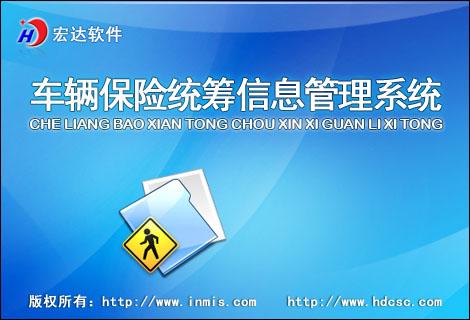 宏达软件
车辆保险统筹信息管理系统
CHE LIANG BAO XIAN TONG CHOU XIN XI GUAN LI XI TONG
版权所有：http://www.inmis.com http://www.hdcsc.com